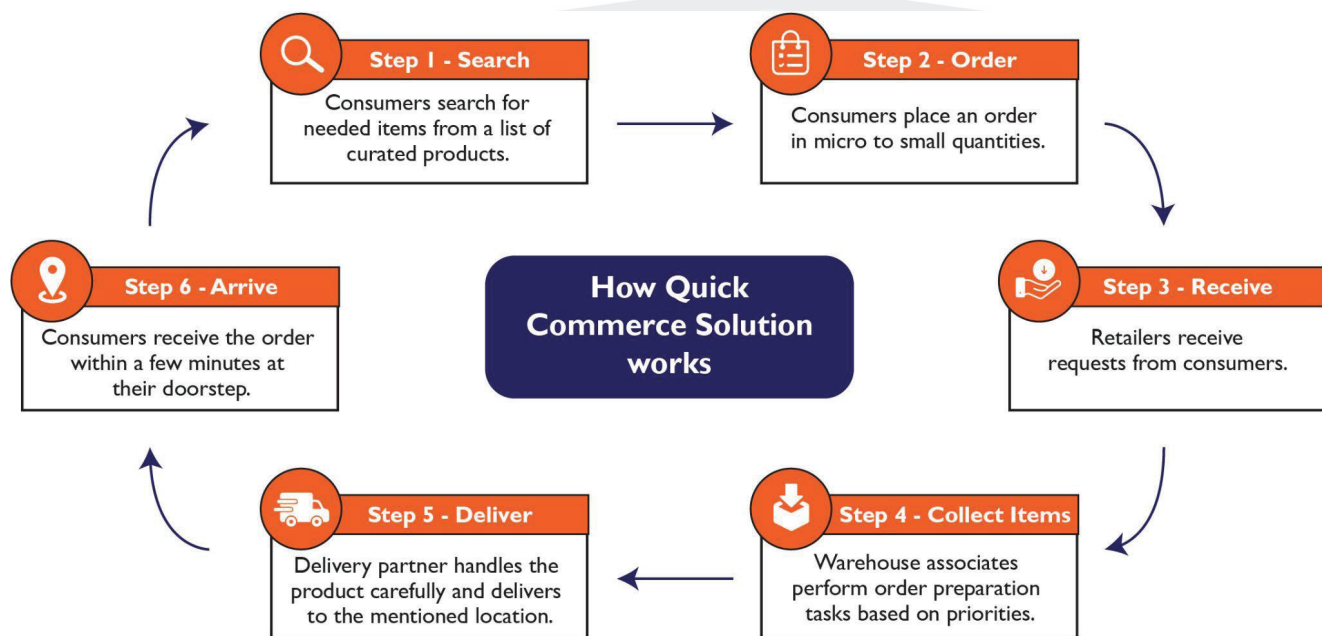 Step 1 - Search
Consumers search for
needed items from a list of
curated products.
Step 2 - Order
Consumers place an order
in micro to small quantities.
Step 3 - Receive
Retailers receive
requests from consumers.
Step 4 - Collect Items
Warehouse associates
perform order preparation
tasks based on priorities.
Step 5 - Deliver
Delivery partner handles the
product carefully and delivers
to the mentioned location.
Step 6 - Arrive
Consumers receive the order
within a few minutes at
their doorstep.
How Quick
Commerce Solution
works